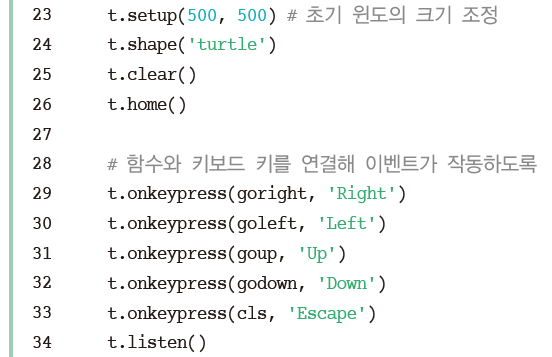 23 t.setup(500, 500) # 초기 윈도의 크기 조정
24 t.shape('turtle')
25 t.clear()
26 t.home()
27
28 # 함수와 키보드 키를 연결해 이벤트가 작동하도록
29 t.onkeypress(goright, 'Right')
30 t.onkeypress(goleft, 'Left')
31 t.onkeypress(goup, 'Up')
32 t.onkeypress(godown, 'Down')
33 t.onkeypress(cls, 'Escape')
34 t.listen()